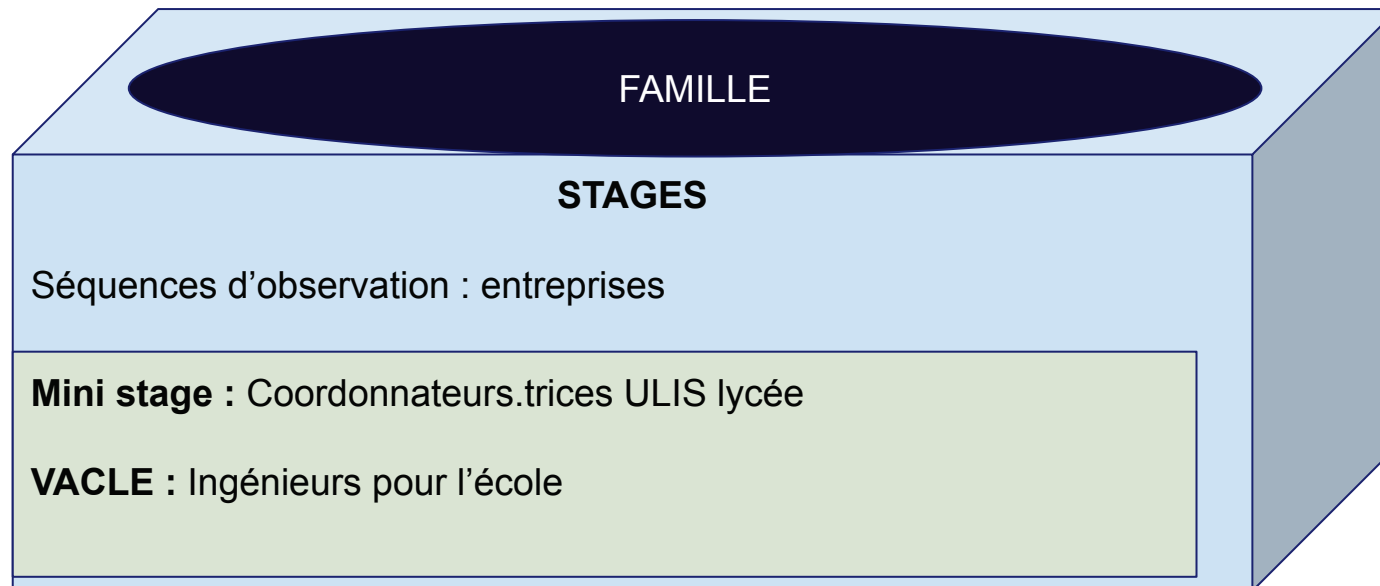 FAMILLE
STAGES
Séquences d’observation : entreprises
Mini stage : Coordonnateurs.trices ULIS lycée
VACLE : Ingénieurs pour l’école